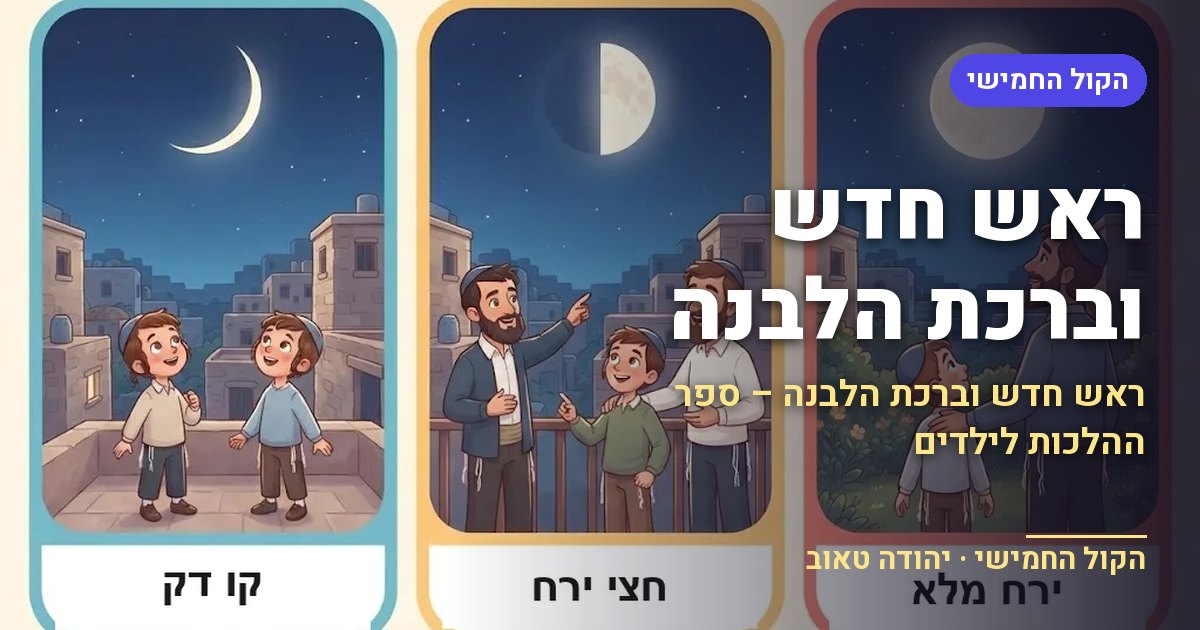 הקול החמישי
ראש חדש
וברכת הלבנה
ראש חדש וברכת הלבנה – ספר
ההלכות לילדים
הקול החמישי · יהודה טאוב
ירח מלא
חצי ירח
קו דק